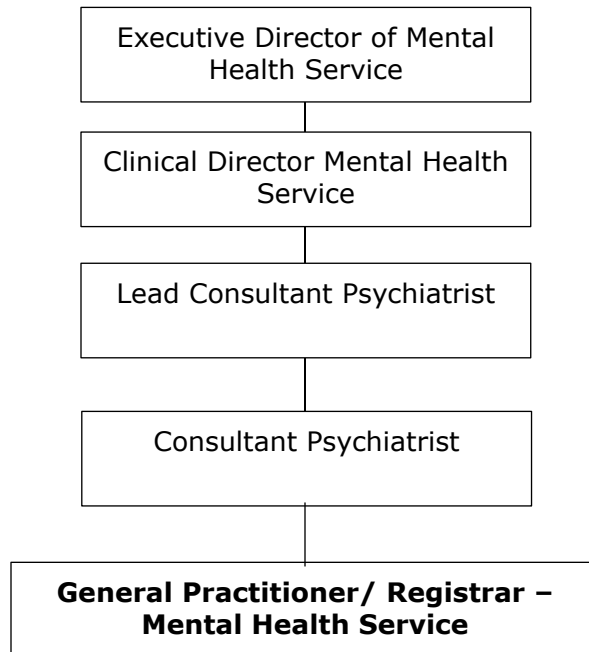 Executive Director of Mental
Health Service
Clinical Director Mental Health
Service
Lead Consultant Psychiatrist
Consultant Psychiatrist
General Practitioner/ Registrar –
Mental Health Service